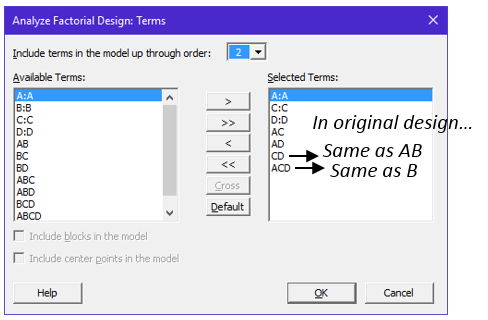 Analyze Factorial Design: Terms
Include terms in the model up through order: 2
Available Terms:
A:A
B:B
C:C
D:D
AB
BC
BD
ABC
ABD
BCD
ABCD
>
>>
<
<<
Cross
Default
Selected Terms:
A:A
C:C
D:D
AC
AD
CD
ACD
In original design...
Same as AB
Same as B
Include blocks in the model
Include center points in the model
Help
OK
Cancel